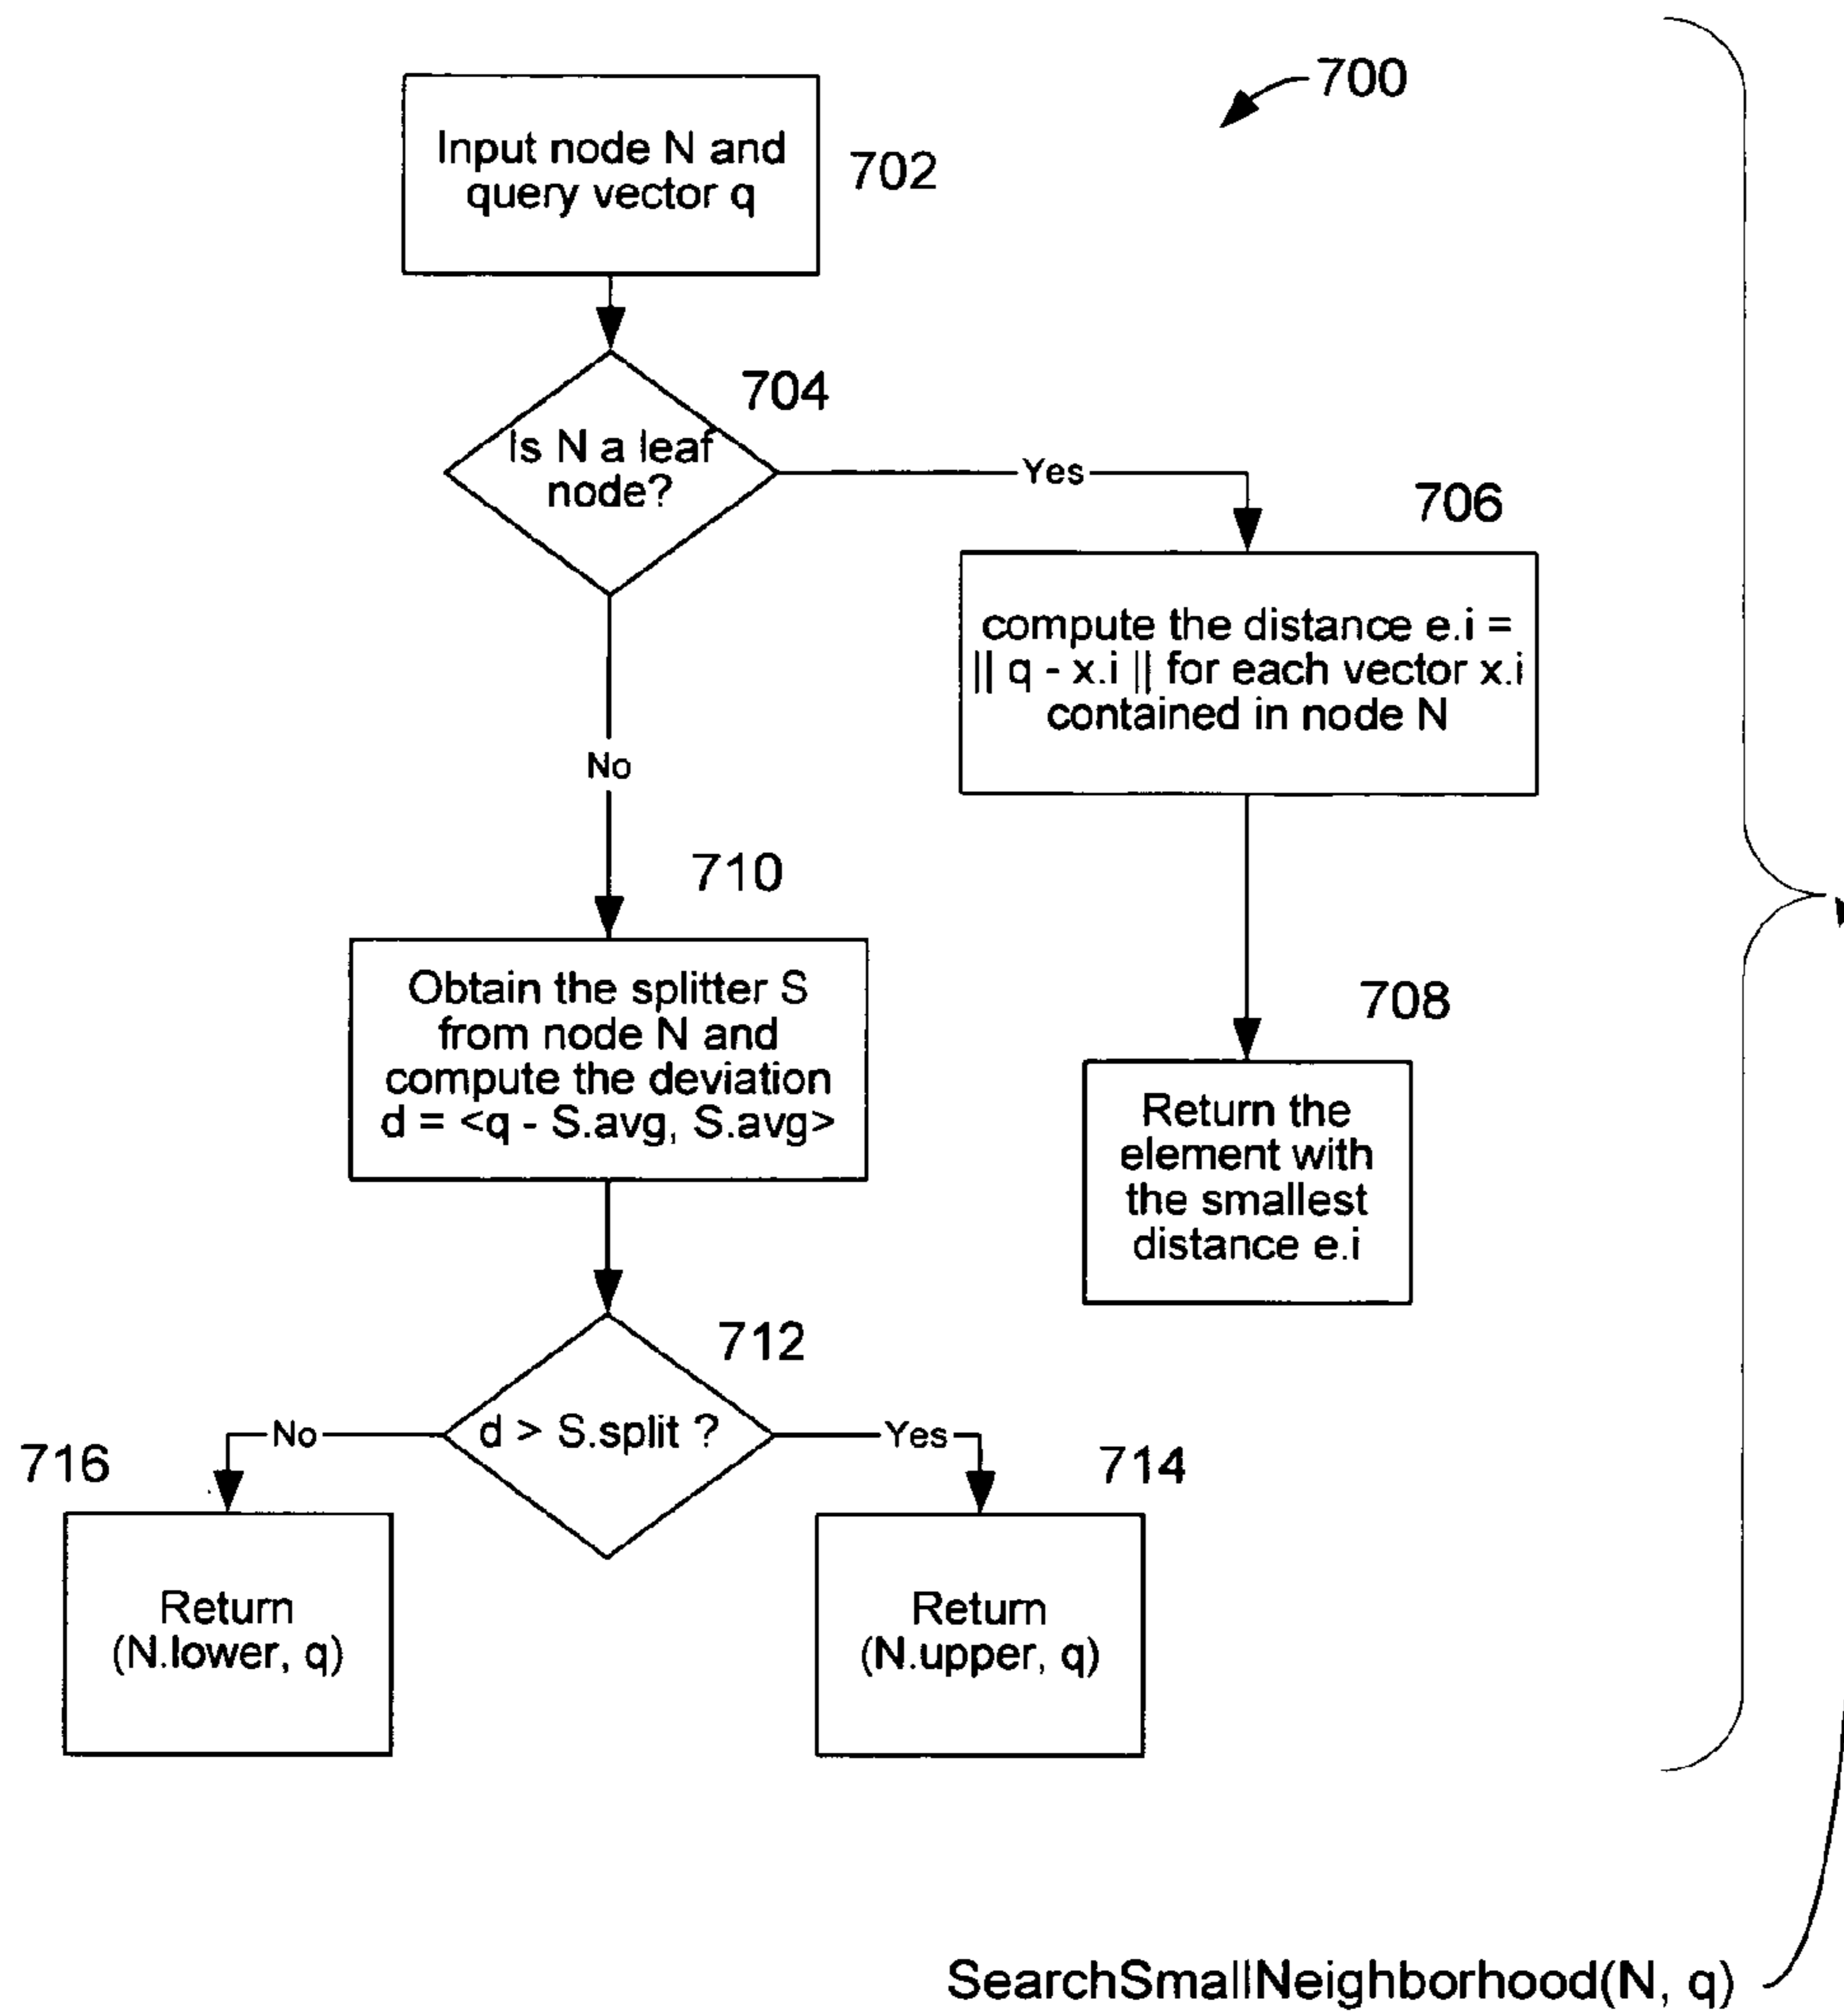 700
Input node N and
query vector q
702
704
Is N a leaf
node?
Yes
706
compute the distance e.i =
|| q - x.i || for each vector x.i
contained in node N
No
710
708
Obtain the splitter S
from node N and
compute the deviation
d = <q - S.avg, S.avg>
Return the
element with
the smallest
distance e.i
712
d > S.split ?
No
Yes
716
714
Return
(N.lower, q)
Return
(N.upper, q)
SearchSmallNeighborhood(N, q)